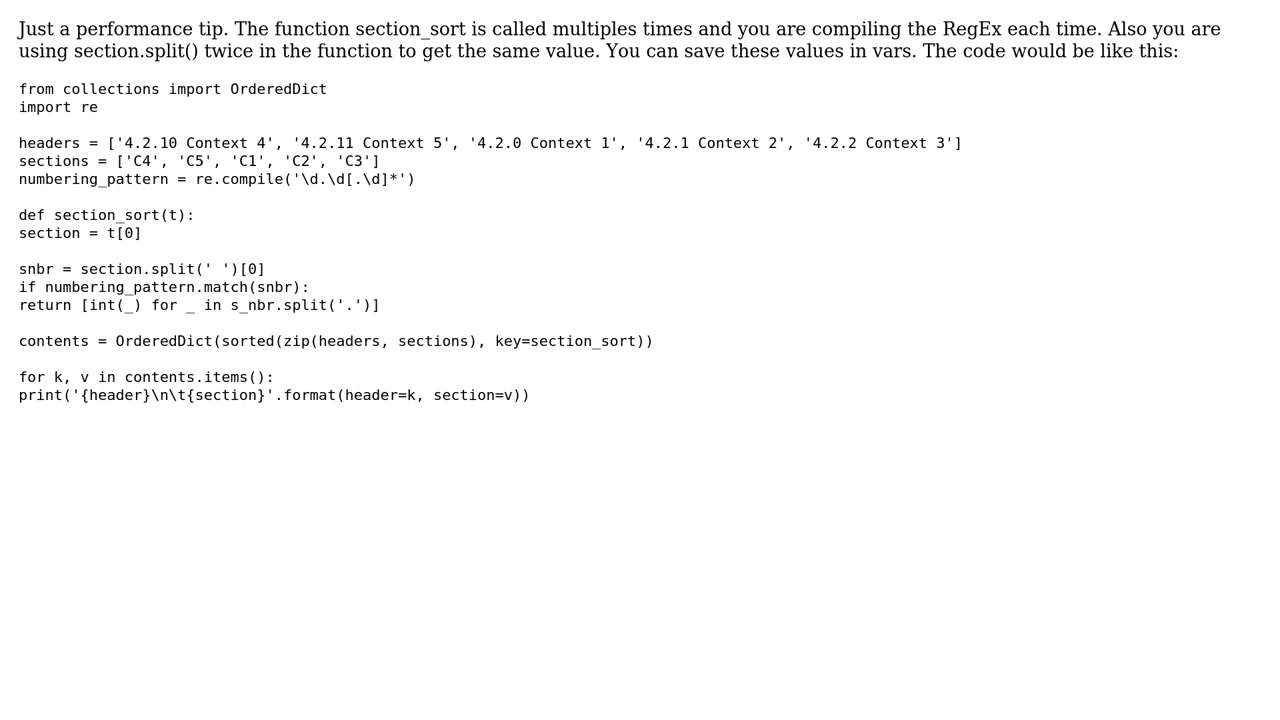 Just a performance tip. The function section_sort is called multiples times and you are compiling the RegEx each time. Also you are
using section.split() twice in the function to get the same value. You can save these values in vars. The code would be like this:
from collections import OrderedDict
import re
headers = ['4.2.10 Context 4', '4.2.11 Context 5', '4.2.0 Context 1', '4.2.1 Context 2', '4.2.2 Context 3']
sections = ['C4', 'C5', 'C1', 'C2', 'C3']
numbering_pattern = re.compile('\d.\d[.\d]*')
def section_sort(t):
section = t[0]
snbr = section.split(' ')[0]
if numbering_pattern.match(snbr):
return [int(_) for _ in s_nbr.split('.')]
contents = OrderedDict(sorted(zip(headers, sections), key=section_sort))
for k, v in contents.items():
print('{header}\n\t{section}'.format(header=k, section=v))